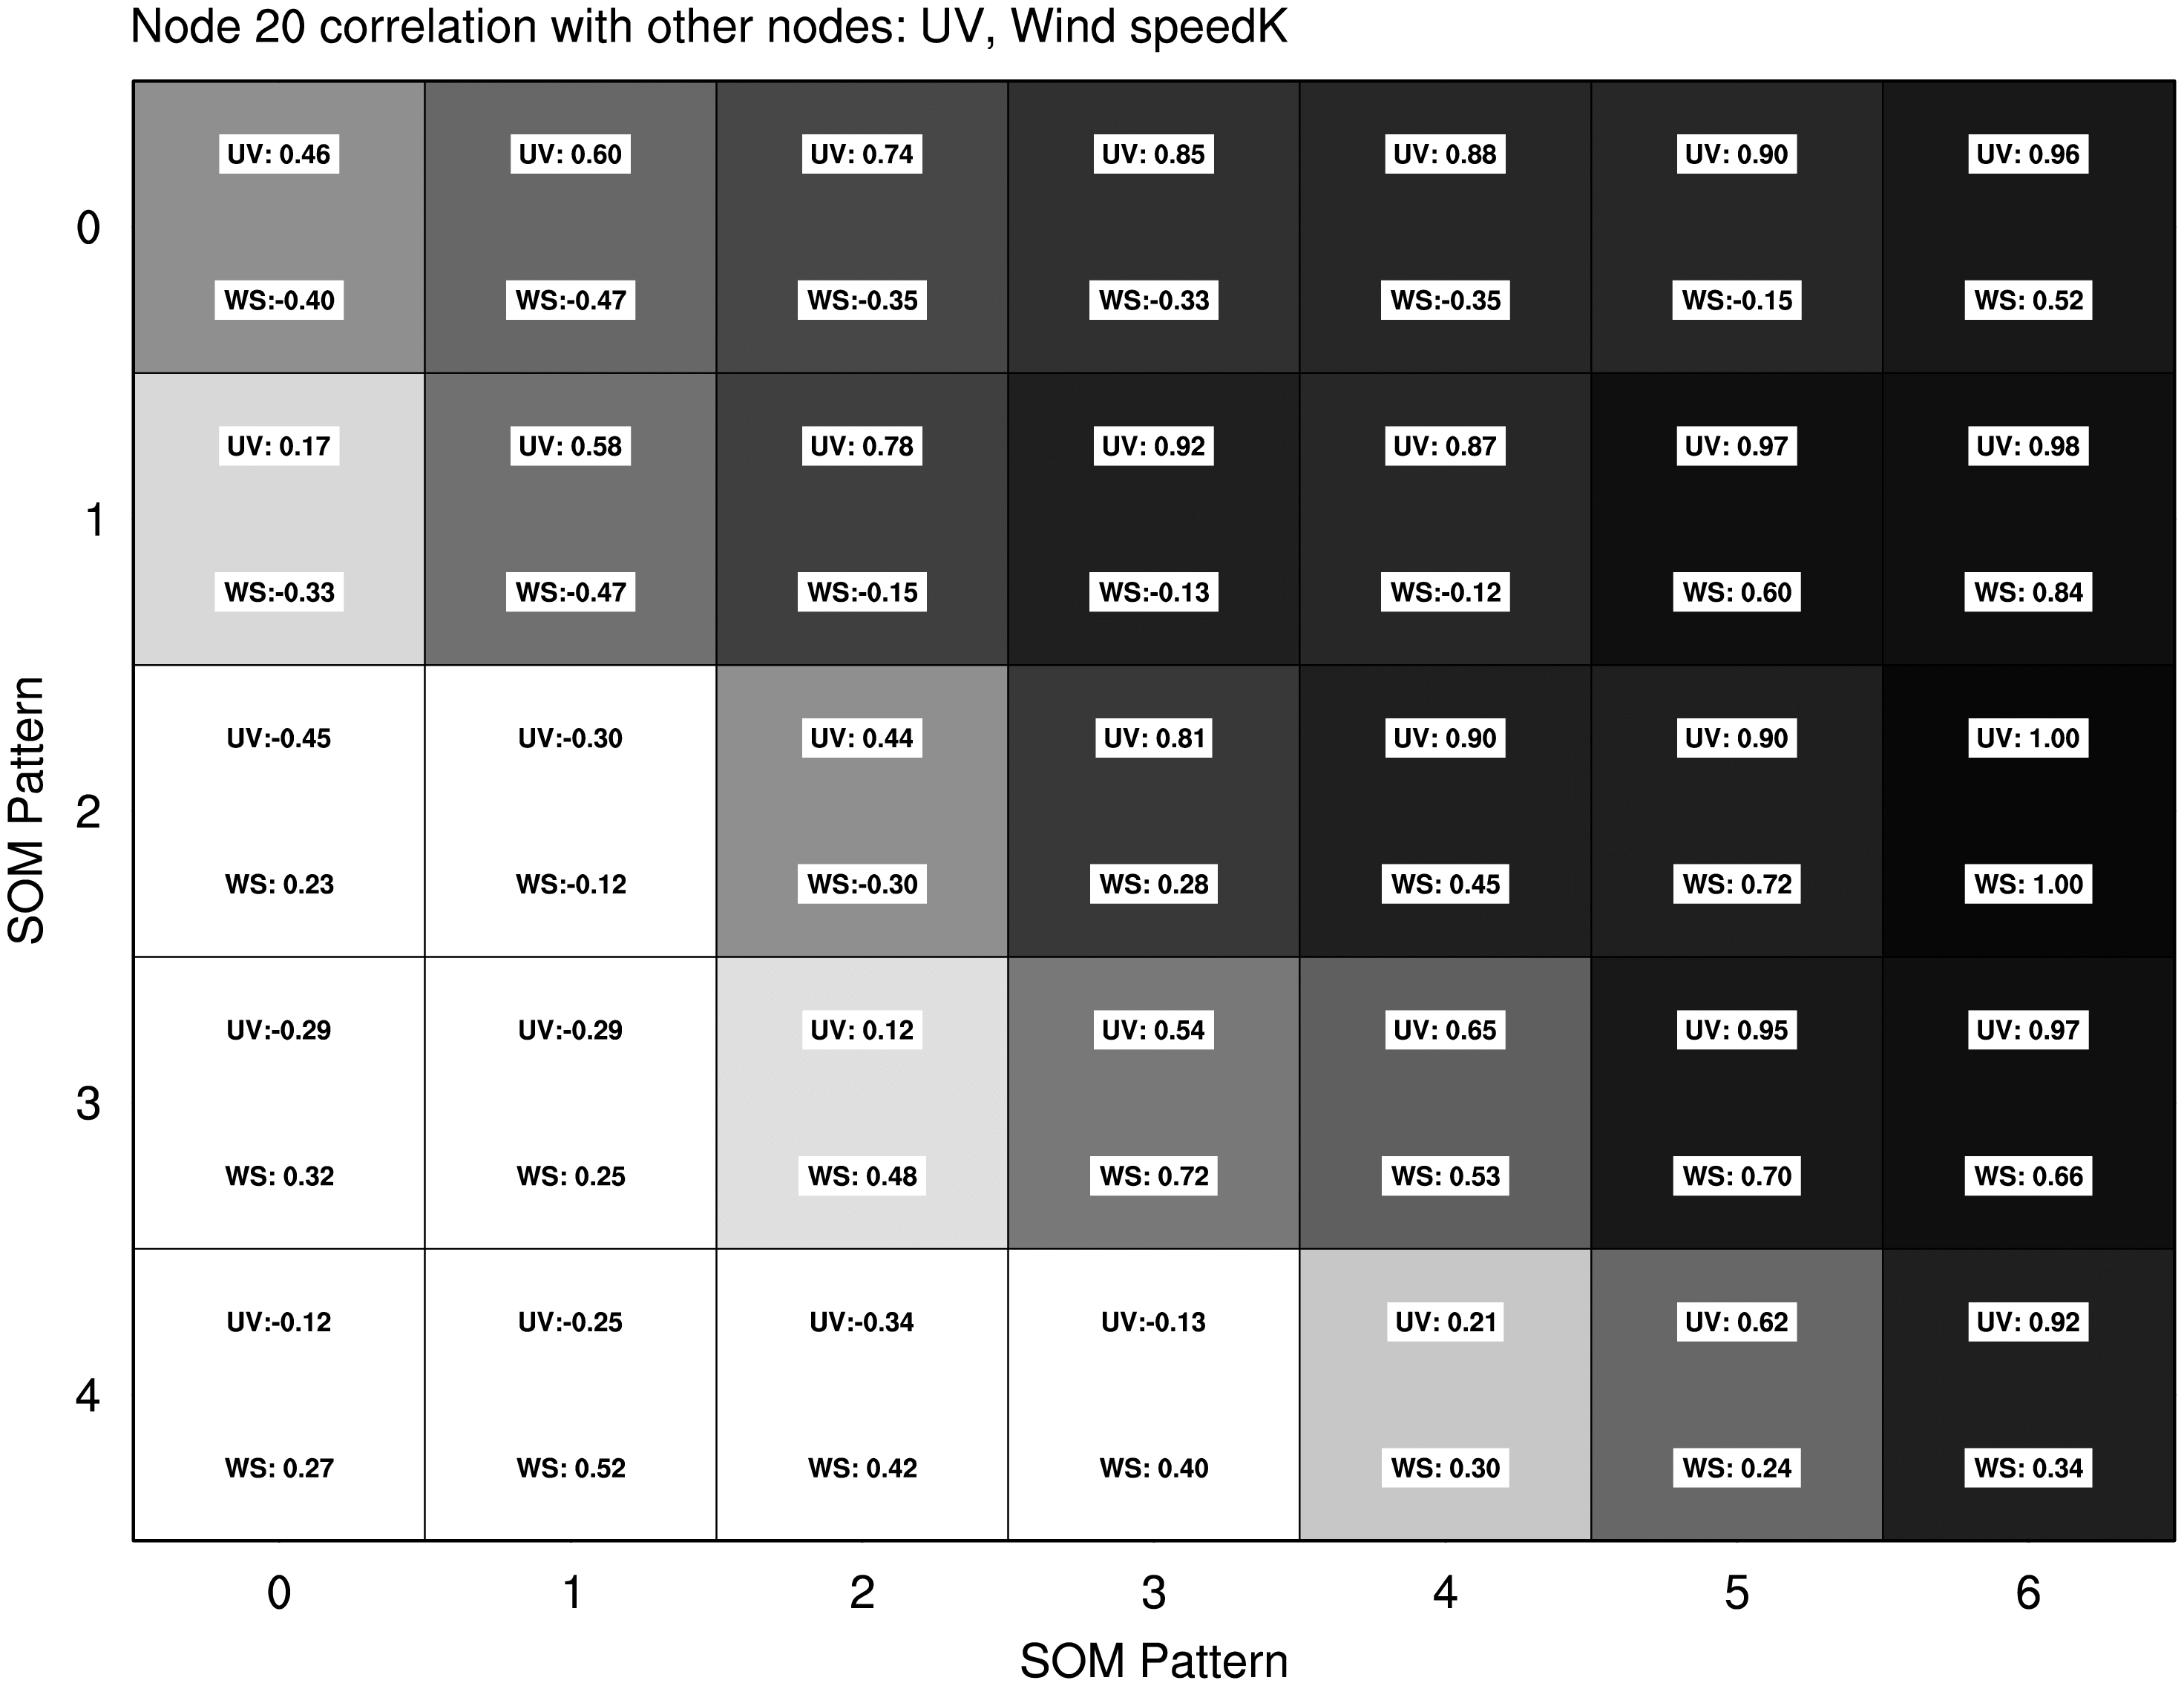 Node 20 correlation with other nodes: UV, Wind speedK
UV: 0.46 UV: 0.60 UV: 0.74 UV: 0.85 UV: 0.88 UV: 0.90 UV: 0.96
0
WS:-0.40 WS:-0.47 WS:-0.35 WS:-0.33 WS:-0.35 WS:-0.15 WS: 0.52
UV: 0.17 UV: 0.58 UV: 0.78 UV: 0.92 UV: 0.87 UV: 0.97 UV: 0.98
1
WS:-0.33 WS:-0.47 WS:-0.15 WS:-0.13 WS:-0.12 WS: 0.60 WS: 0.84
SOM Pattern
UV:-0.45 UV:-0.30 UV: 0.44 UV: 0.81 UV: 0.90 UV: 0.90 UV: 1.00
2
WS: 0.23 WS:-0.12 WS:-0.30 WS: 0.28 WS: 0.45 WS: 0.72 WS: 1.00
UV:-0.29 UV:-0.29 UV: 0.12 UV: 0.54 UV: 0.65 UV: 0.95 UV: 0.97
3
WS: 0.32 WS: 0.25 WS: 0.48 WS: 0.72 WS: 0.53 WS: 0.70 WS: 0.66
UV:-0.12 UV:-0.25 UV:-0.34 UV:-0.13 UV: 0.21 UV: 0.62 UV: 0.92
4
WS: 0.27 WS: 0.52 WS: 0.42 WS: 0.40 WS: 0.30 WS: 0.24 WS: 0.34
0 1 2 3 4 5 6
SOM Pattern